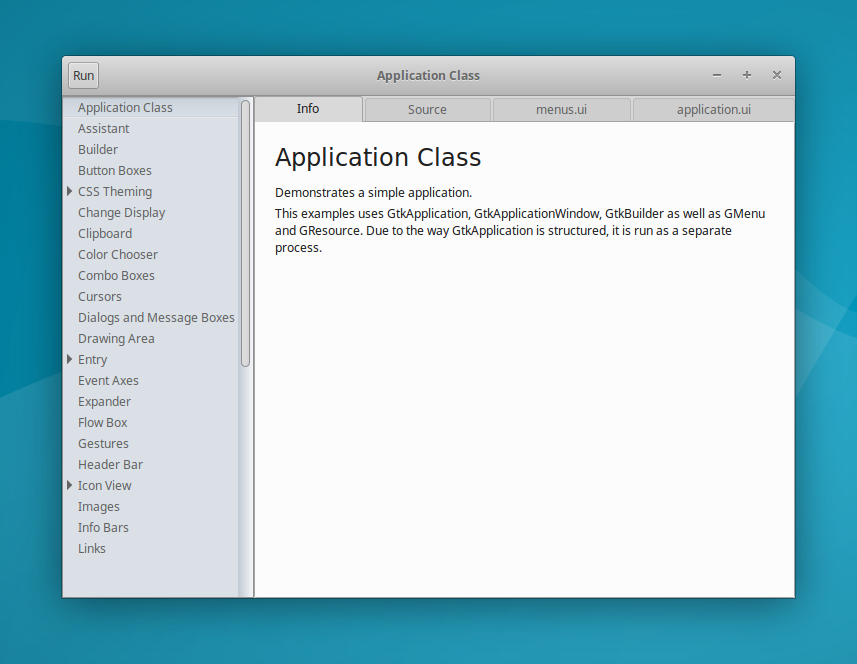 Run
Application Class
Application Class
Assistant
Builder
Button Boxes
CSS Theming
Change Display
Clipboard
Color Chooser
Combo Boxes
Cursors
Dialogs and Message Boxes
Drawing Area
Entry
Event Axes
Expander
Flow Box
Gestures
Header Bar
Icon View
Images
Info Bars
Links
Info
Source
menus.ui
application.ui
Application Class
Demonstrates a simple application.
This examples uses GtkApplication, GtkApplicationWindow, GtkBuilder as well as GMenu
and GResource. Due to the way GtkApplication is structured, it is run as a separate
process.